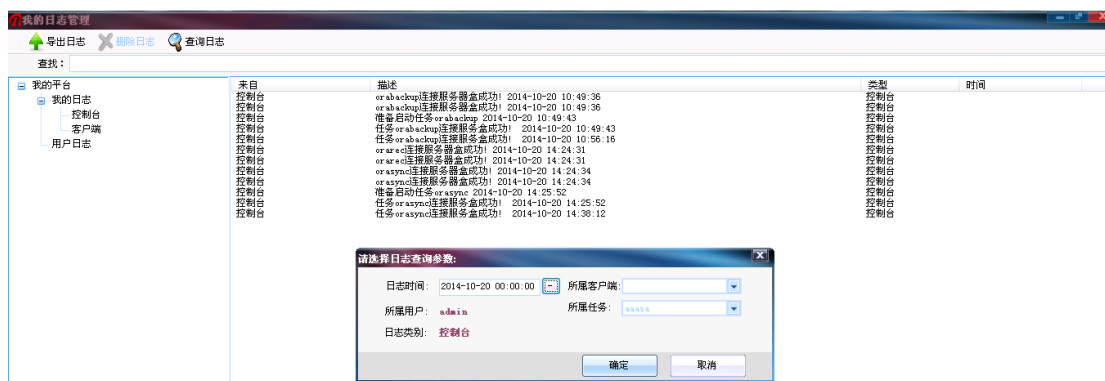 我的日志管理
导出日志 删除日志 查询日志
查找：
我的平台
我的日志
控制台
客户端
用户日志
来自 描述 类型 时间
控制台 orabackup连接服务器盒成功! 2014-10-20 10:49:36 控制台
控制台 orabackup连接服务器盒成功! 2014-10-20 10:49:36 控制台
控制台 准备启动任务orabackup 2014-10-20 10:49:43 控制台
控制台 任务orabackup连接服务盒成功! 2014-10-20 10:49:43 控制台
控制台 任务orabackup连接服务盒成功! 2014-10-20 10:56:16 控制台
控制台 orarec连接服务器盒成功! 2014-10-20 14:24:31 控制台
控制台 orarec连接服务器盒成功! 2014-10-20 14:24:31 控制台
控制台 orasync连接服务器盒成功! 2014-10-20 14:24:34 控制台
控制台 orasync连接服务器盒成功! 2014-10-20 14:24:34 控制台
控制台 准备启动任务orasync 2014-10-20 14:25:52 控制台
控制台 任务orasync连接服务盒成功! 2014-10-20 14:25:52 控制台
控制台 任务orasync连接服务盒成功! 2014-10-20 14:38:12 控制台
请选择日志查询参数:
日志时间: 2014-10-20 00:00:00 所属客户端:
所属用户: admin 所属任务: aaasa
日志类别: 控制台
确定 取消